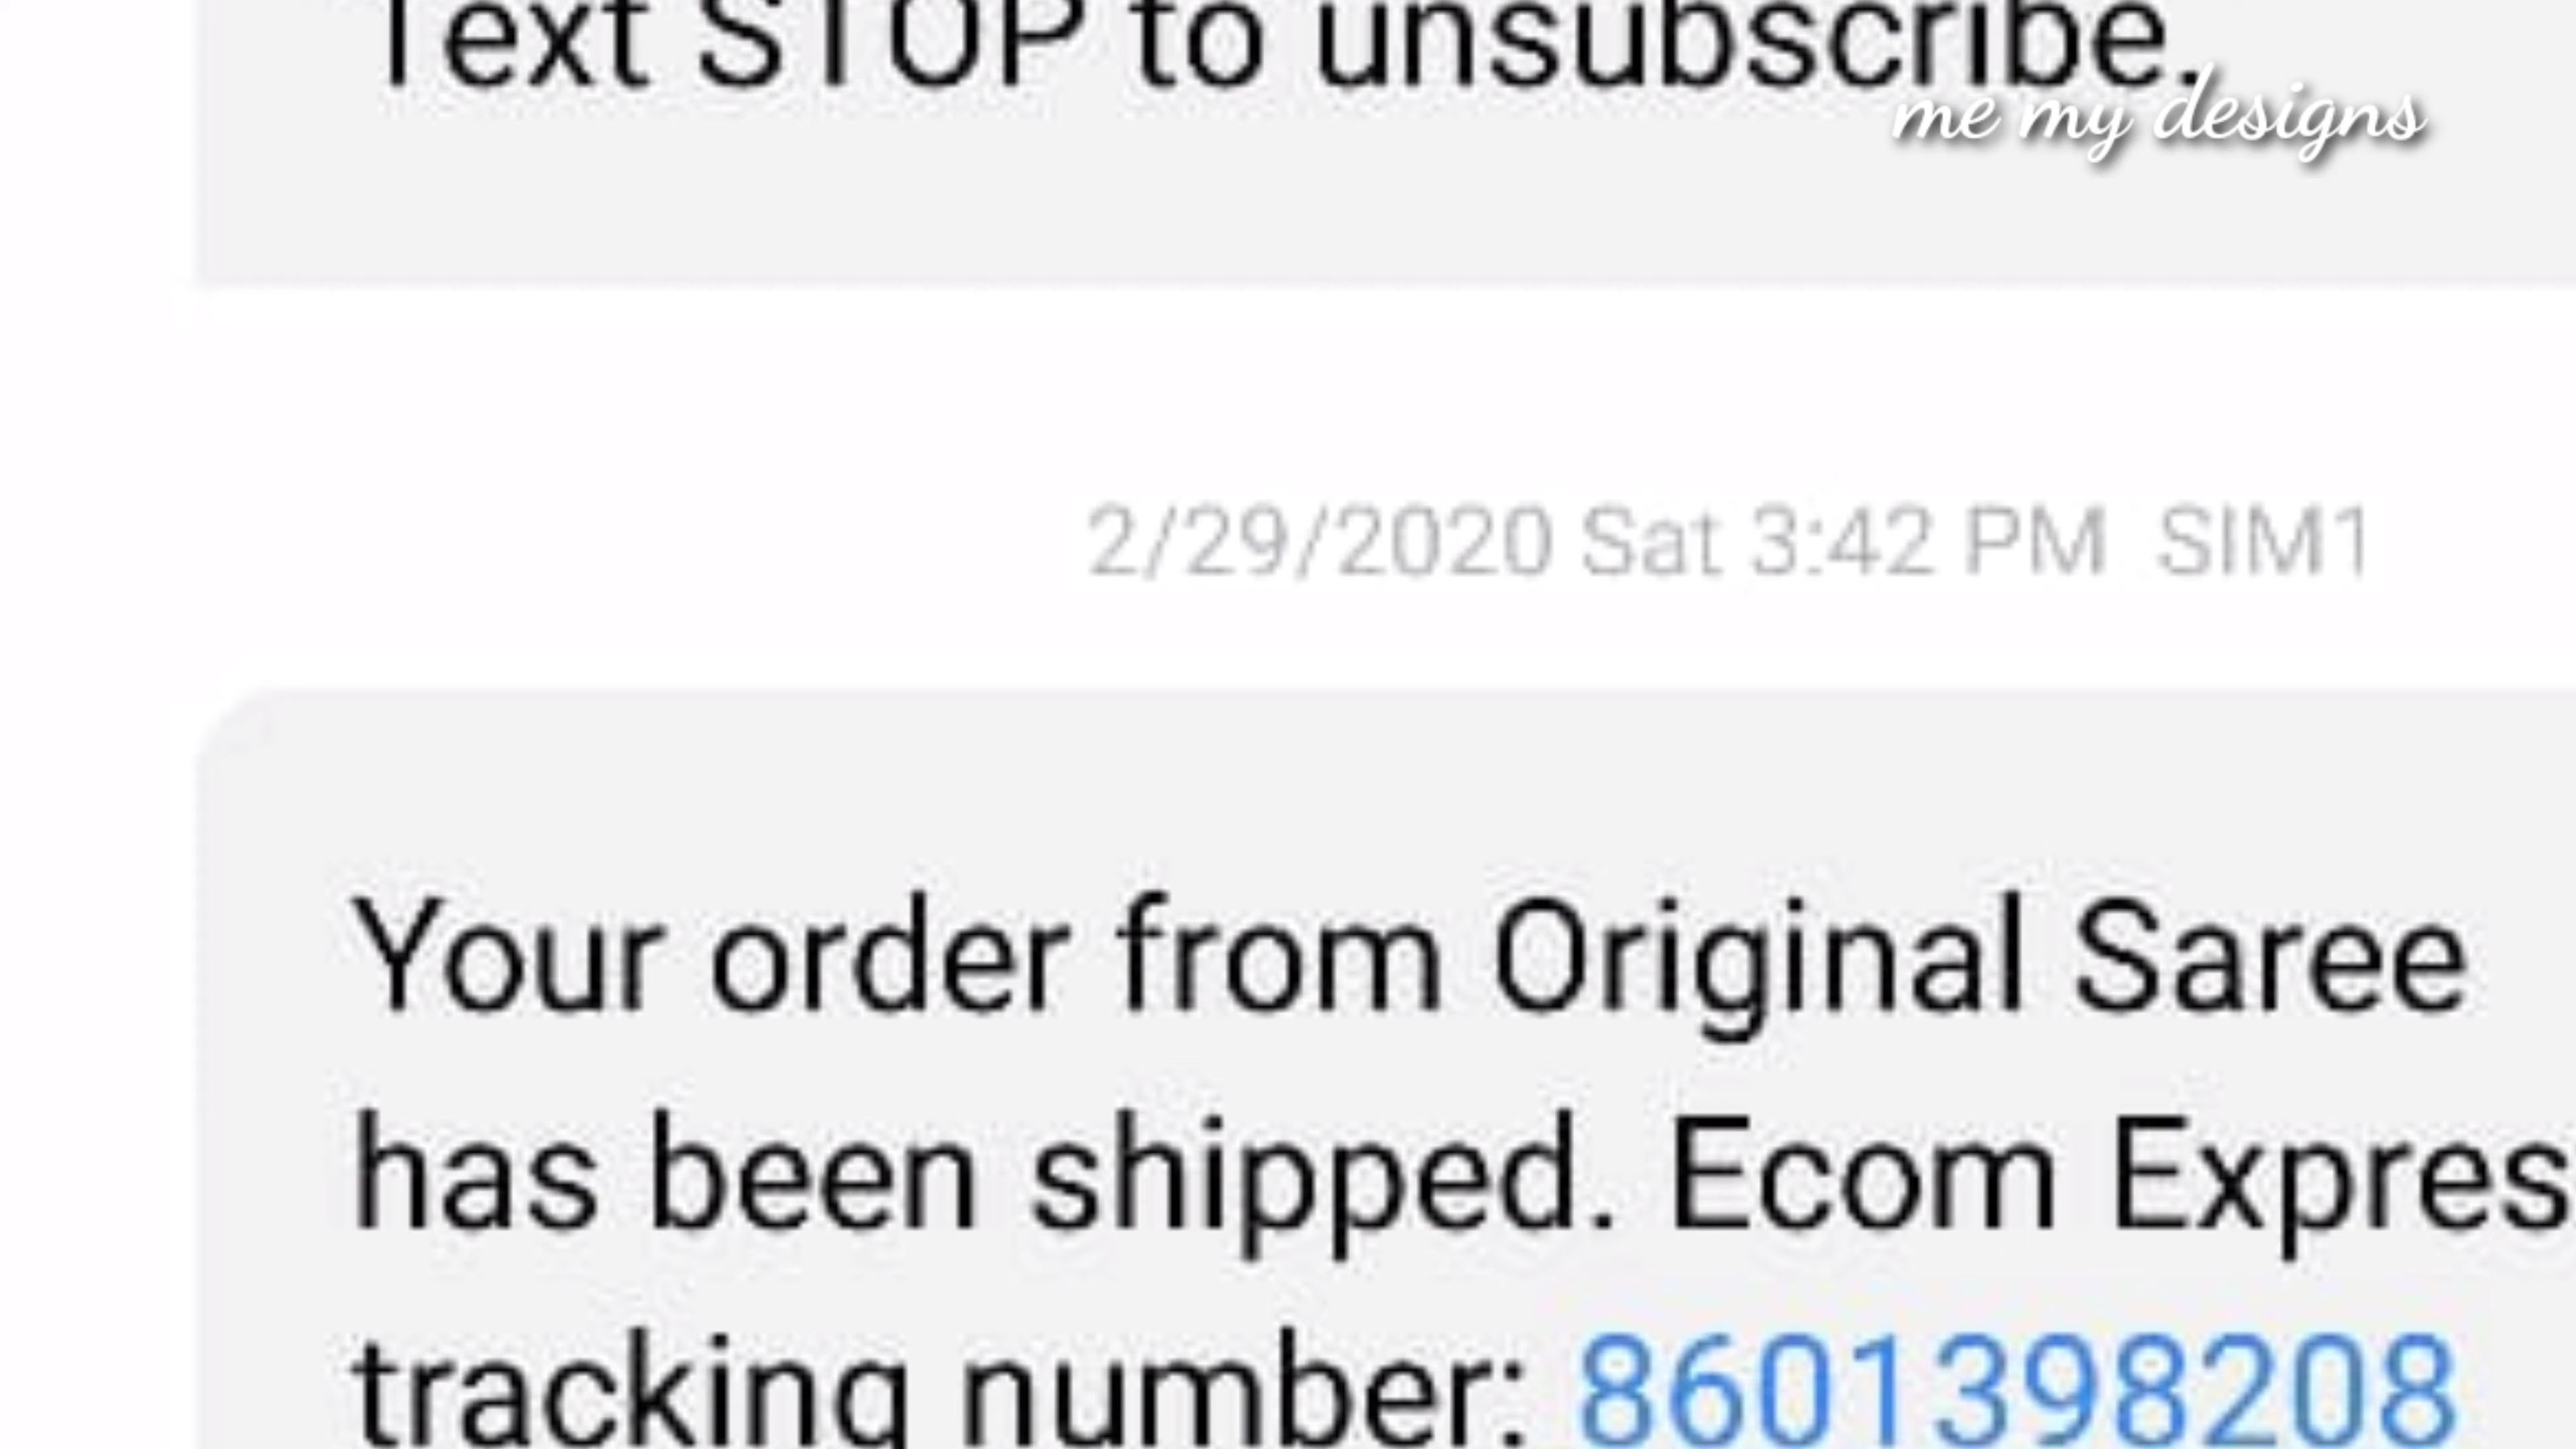 Text STOP to unsubscribe.
me my designs
2/29/2020 Sat 3:42 PM SIM1
Your order from Original Saree
has been shipped. Ecom Expres
tracking number: 8601398208